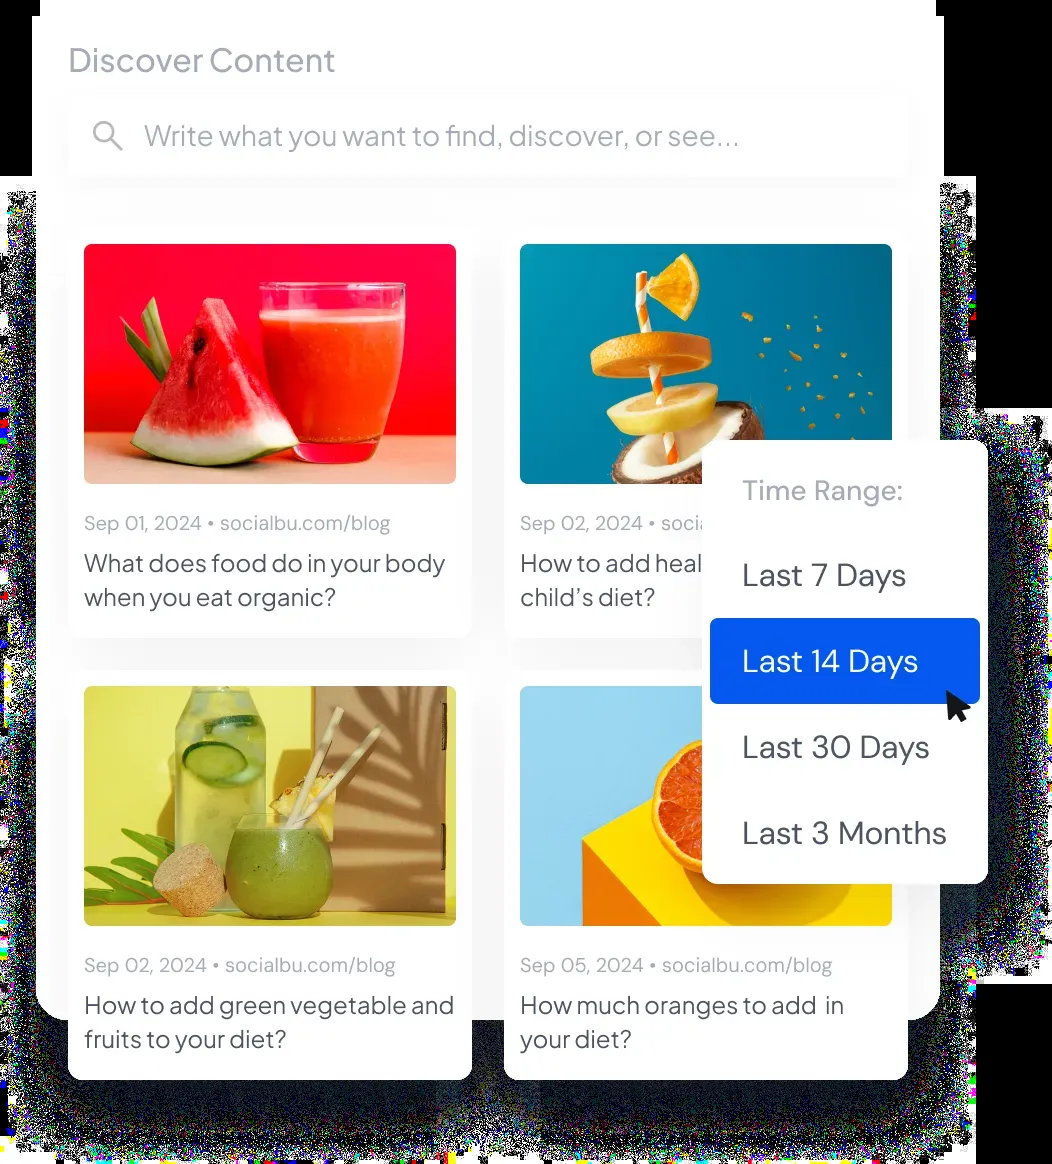 Discover Content
Write what you want to find, discover, or see...
Sep 01, 2024 • socialbu.com/blog
What does food do in your body
when you eat organic?
Sep 02, 2024 •
How to add
child's diet?
Time Range:
Last 7 Days
Last 14 Days
Last 30 Days
Last 3 Months
Sep 02, 2024 • socialbu.com/blog
How to add green vegetable and
fruits to your diet?
Sep 05, 2024 • socialbu.com/blog
How much oranges to add in
your diet?